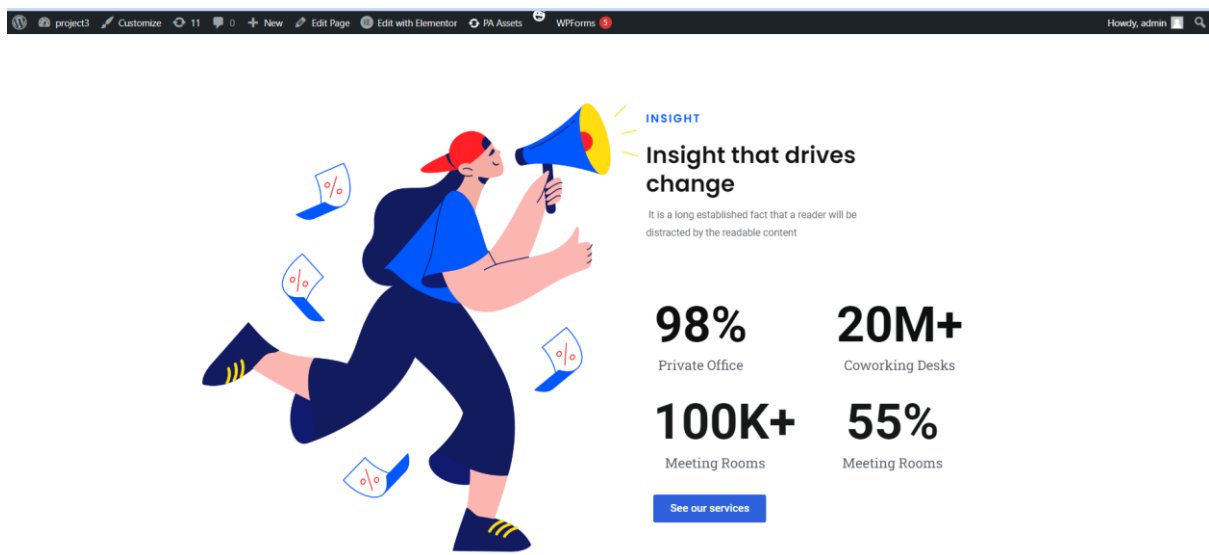 project3 Customize 11 0 + New Edit Page Edit with Elementor PA Assets WPForms 5 Howdy, admin
INSIGHT
Insight that drives
change
It is a long established fact that a reader will be
distracted by the readable content
%
%
%
%
98% 20M+
Private Office Coworking Desks
100K+ 55%
Meeting Rooms Meeting Rooms
See our services